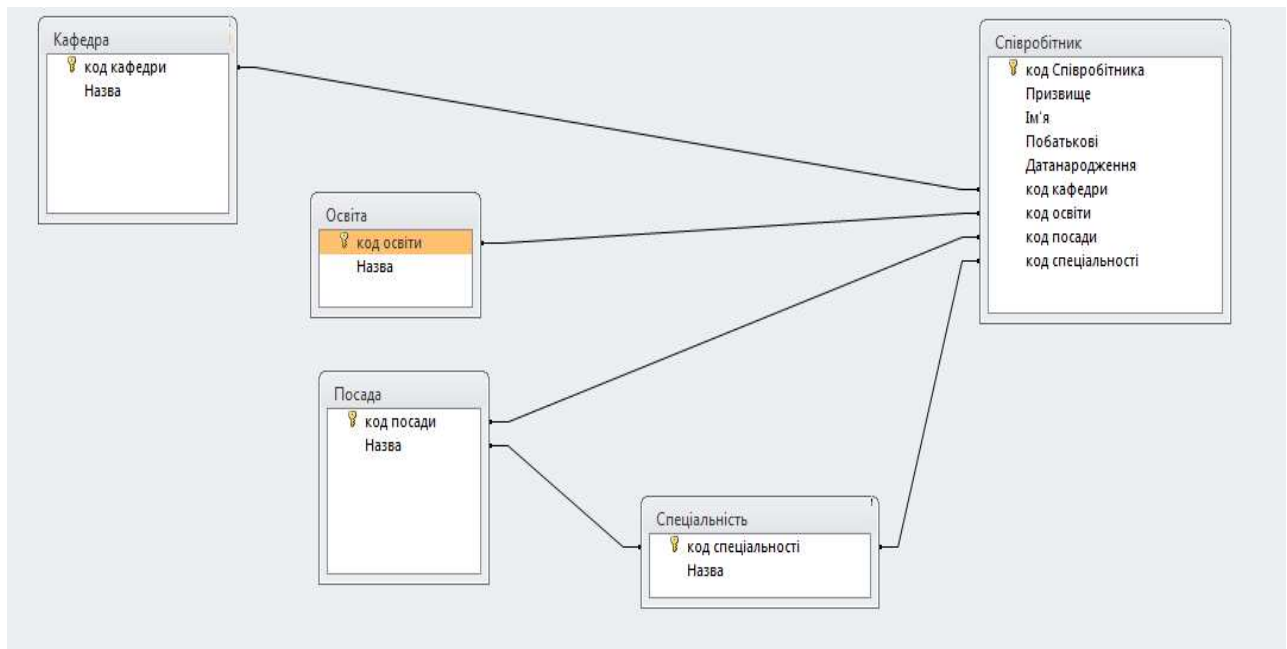 Кафедра
код кафедри
Назва
Співробітник
код Співробітника
Призвище
Ім'я
Побатькові
Датанародження
код кафедри
код освіти
код посади
код спеціальності
Освіта
код освіти
Назва
Посада
код посади
Назва
Спеціальність
код спеціальності
Назва